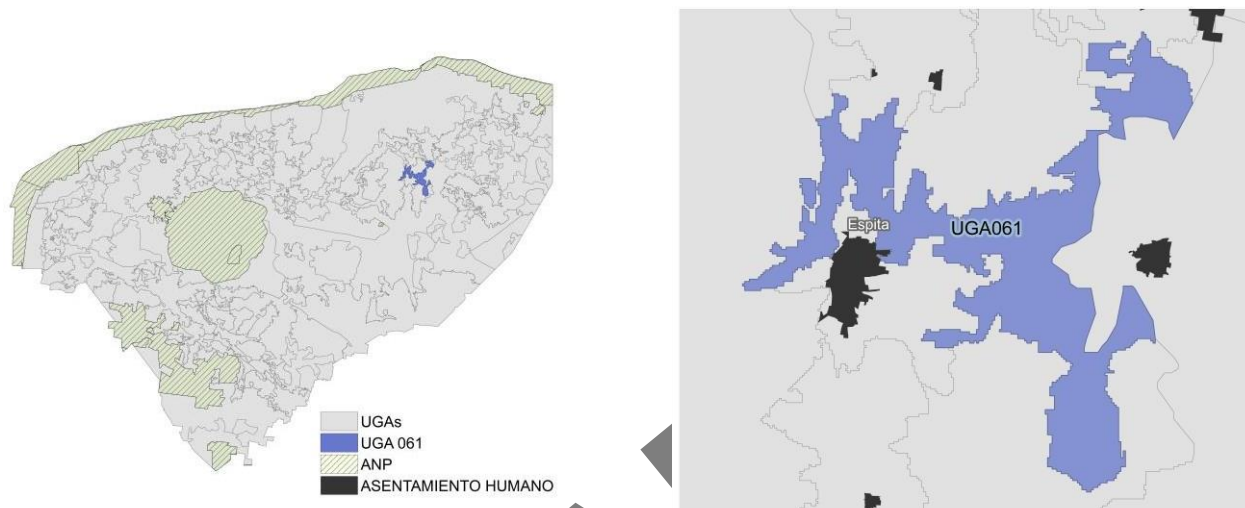 UGAs
UGA 061
ANP
ASENTAMIENTO HUMANO
Espita
UGA061